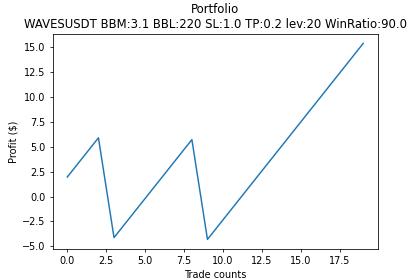 Portfolio
WAVESUSDT BBM:3.1 BBL:220 SL:1.0 TP:0.2 lev:20 WinRatio:90.0
15.0
12.5
10.0
7.5
5.0
2.5
0.0
−2.5
−5.0
Profit ($)
0.0 2.5 5.0 7.5 10.0 12.5 15.0 17.5
Trade counts